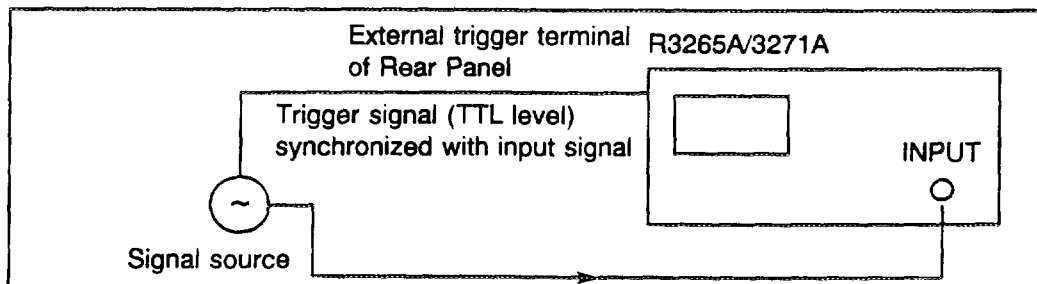 External trigger terminal
of Rear Panel
R3265A/3271A
Trigger signal (TTL level)
synchronized with input signal
INPUT
~
Signal source